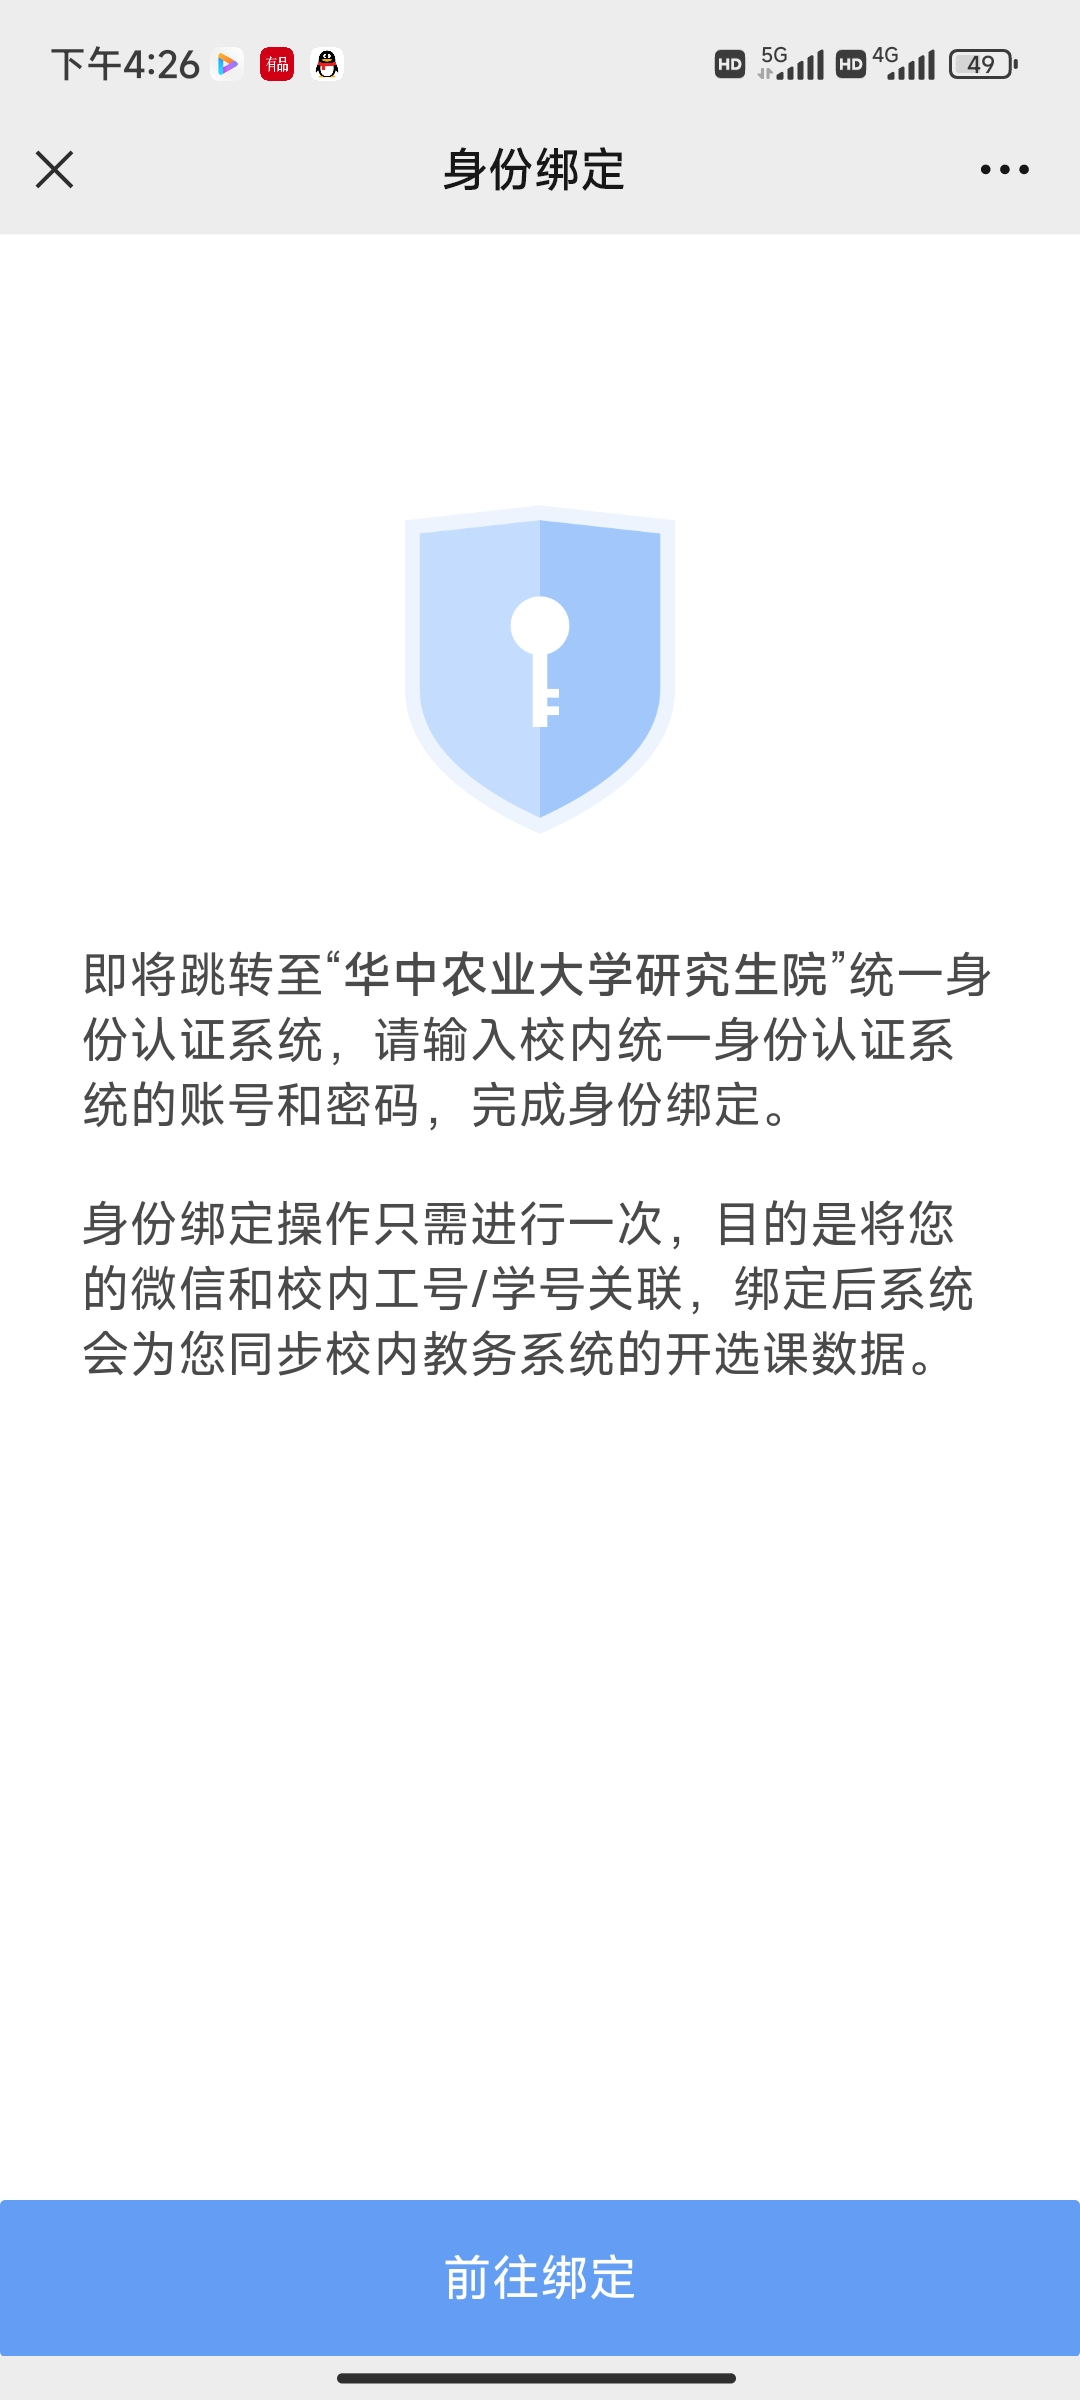 下午4:26 有品 HD 5G HD 4G 49
身份绑定
即将跳转至“华中农业大学研究生院”统一身
份认证系统，请输入校内统一身份认证系
统的账号和密码，完成身份绑定。
身份绑定操作只需进行一次，目的是将您
的微信和校内工号/学号关联，绑定后系统
会为您同步校内教务系统的开选课数据。
前往绑定